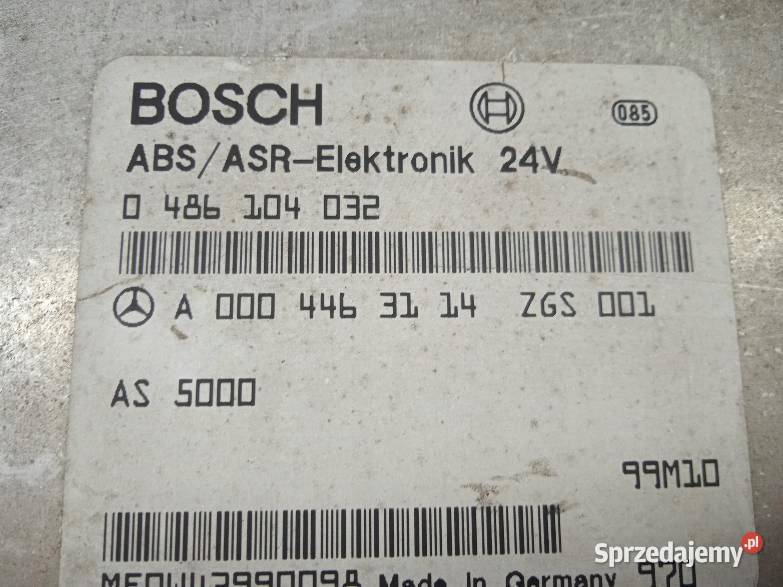 BOSCH
085
ABS/ASR-Elektronik 24V
0 486 104 032
A 000 446 31 14 ZGS 001
AS 5000
99M10
Made in Germany
Sprzedajemy.pl